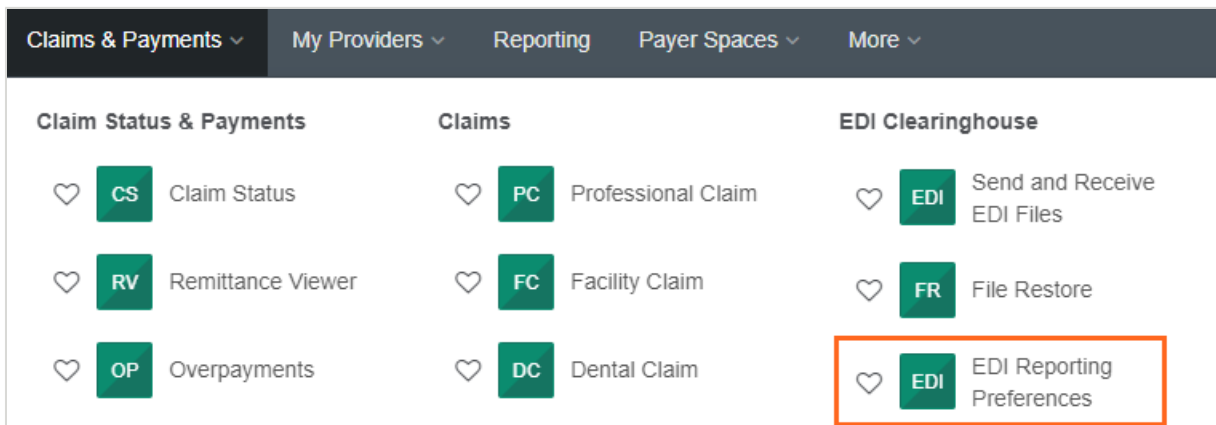 Claims & Payments My Providers Reporting Payer Spaces More
Claim Status & Payments
CS Claim Status
RV Remittance Viewer
OP Overpayments
Claims
PC Professional Claim
FC Facility Claim
DC Dental Claim
EDI Clearinghouse
EDI Send and Receive
EDI Files
FR File Restore
EDI EDI Reporting
Preferences